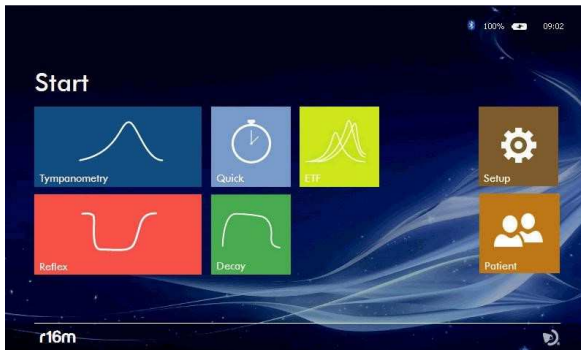 100% 09:02
Start
Tympanometry Quick ETF Setup
Reflex Decay Patient
r16m